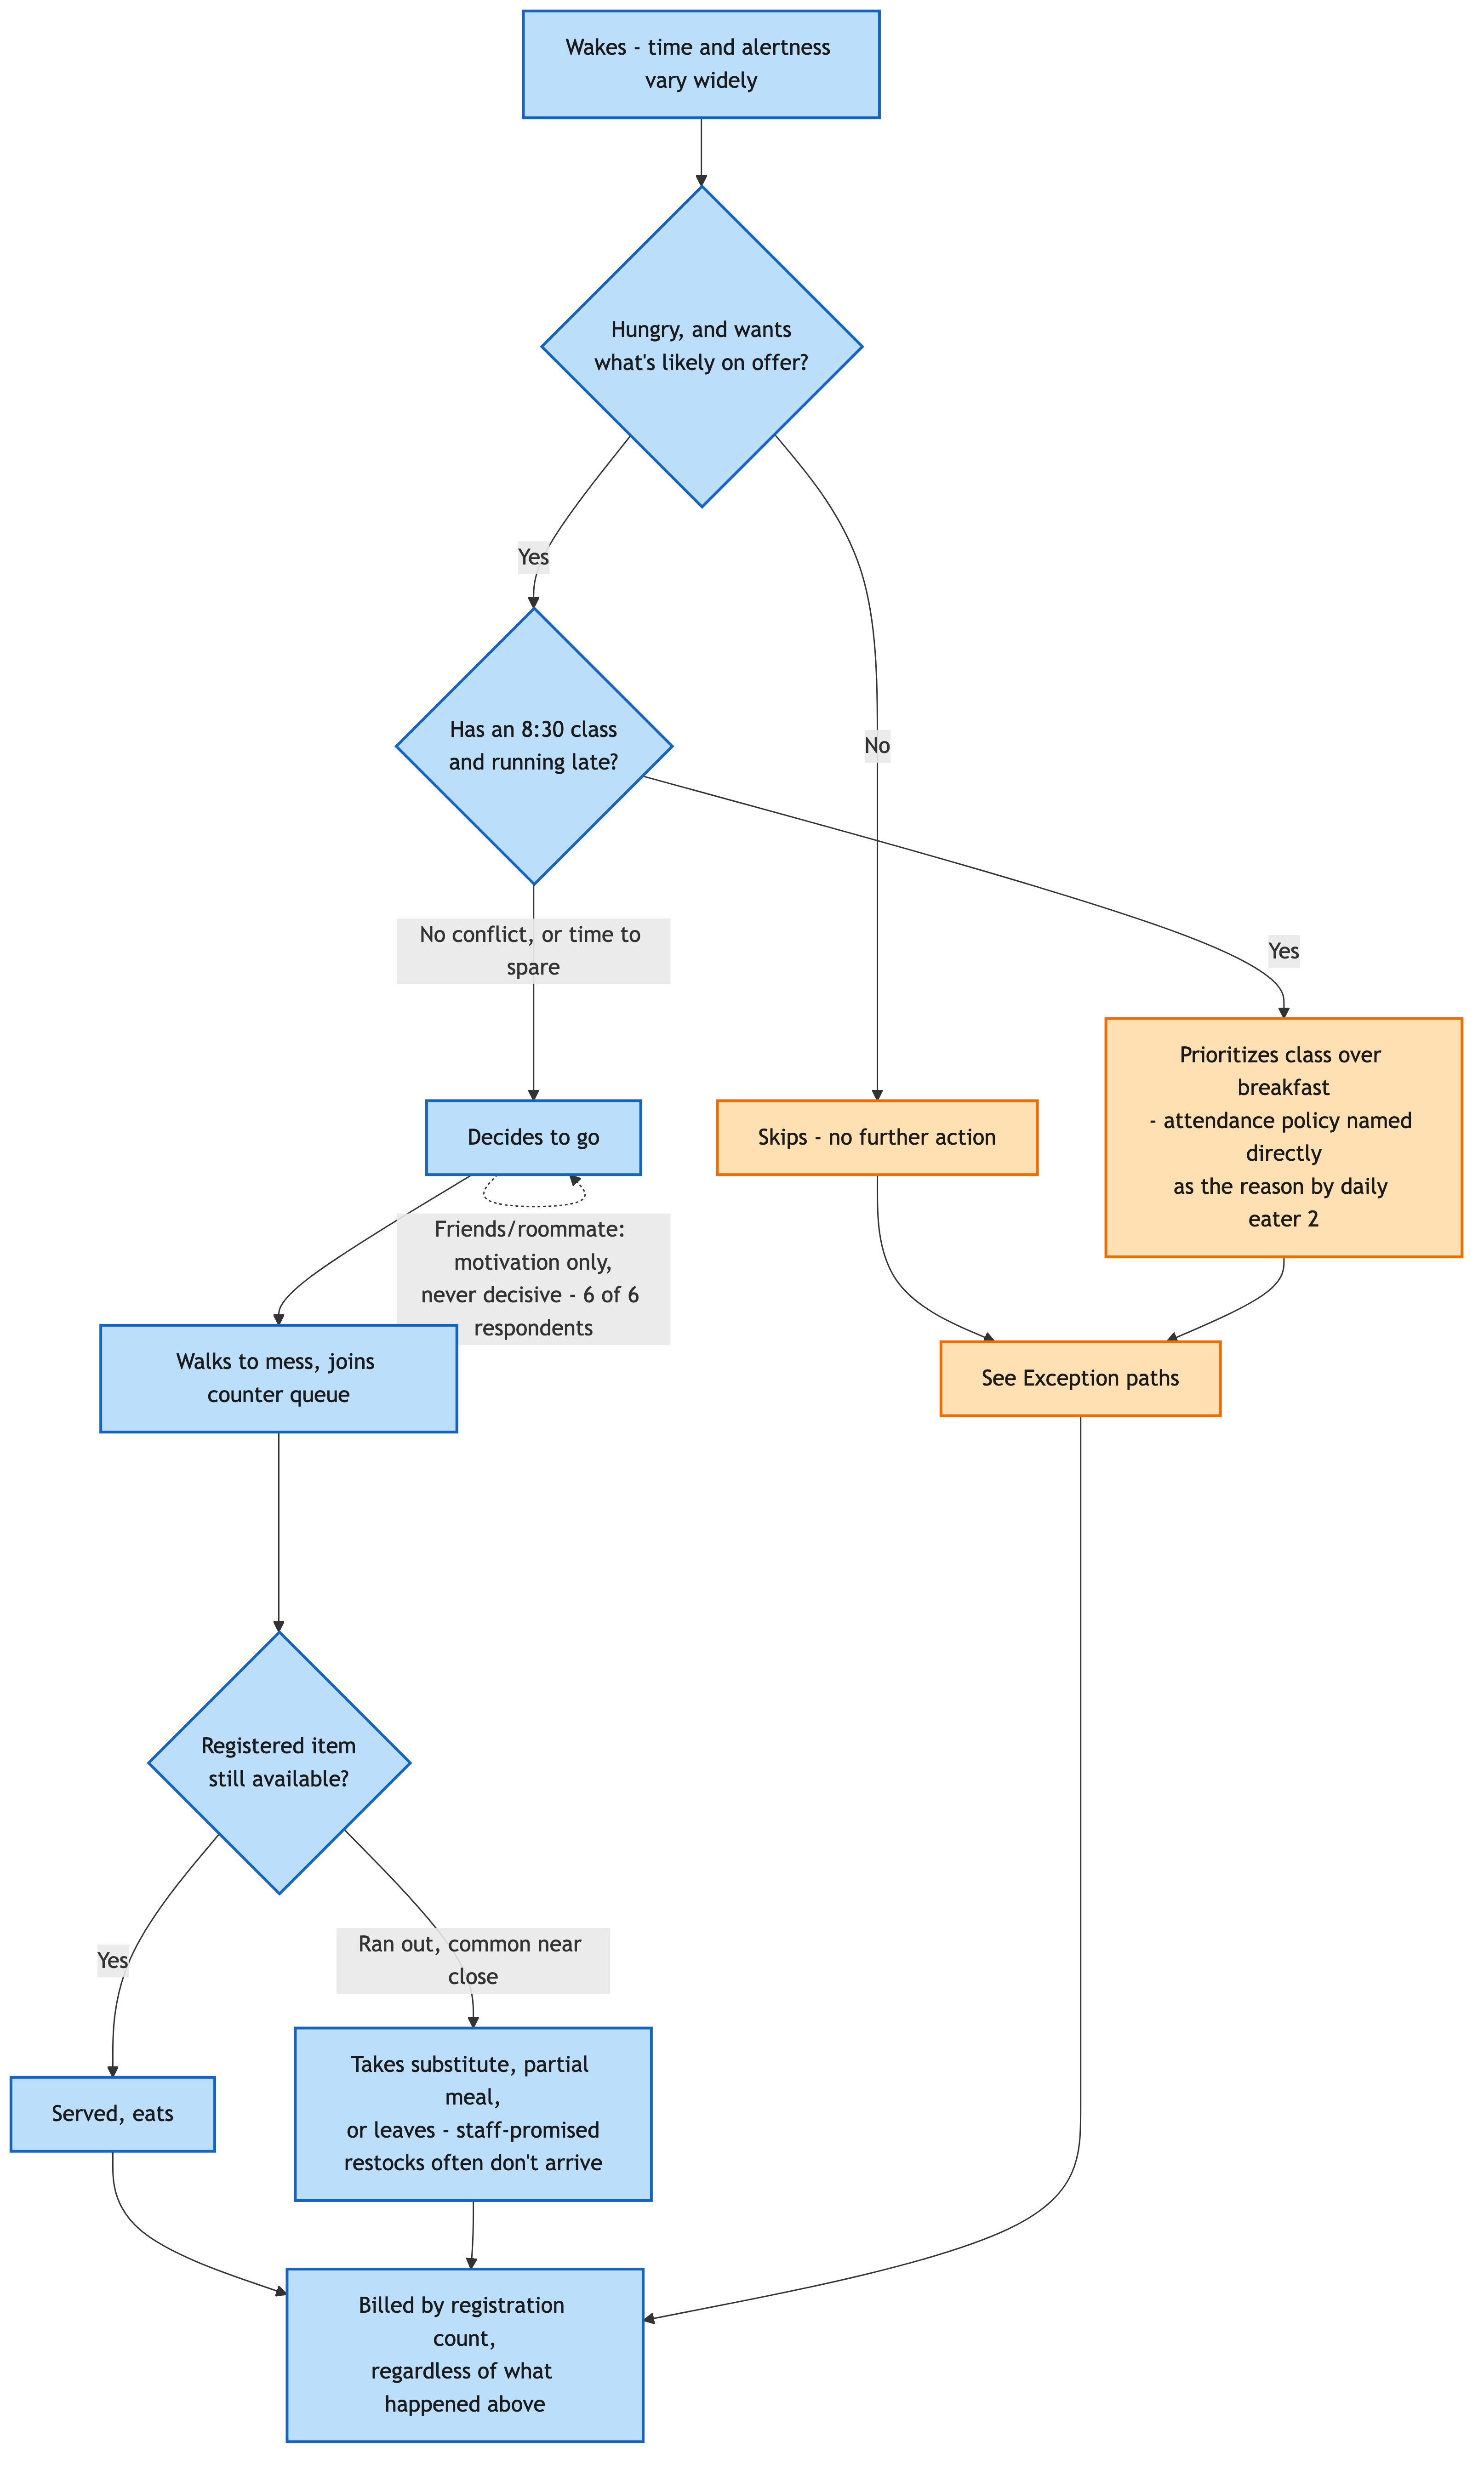 Wakes - time and alertness
vary widely
Hungry, and wants
what's likely on offer?
Yes
No
Has an 8:30 class
and running late?
No conflict, or time to
spare
Yes
Prioritizes class over
breakfast
- attendance policy named
directly
as the reason by daily
eater 2
Decides to go
Skips - no further action
Friends/roommate:
motivation only,
never decisive - 6 of 6
respondents
Walks to mess, joins
counter queue
See Exception paths
Registered item
still available?
Yes
Ran out, common near
close
Served, eats
Takes substitute, partial
meal,
or leaves - staff-promised
restocks often don't arrive
Billed by registration
count,
regardless of what
happened above